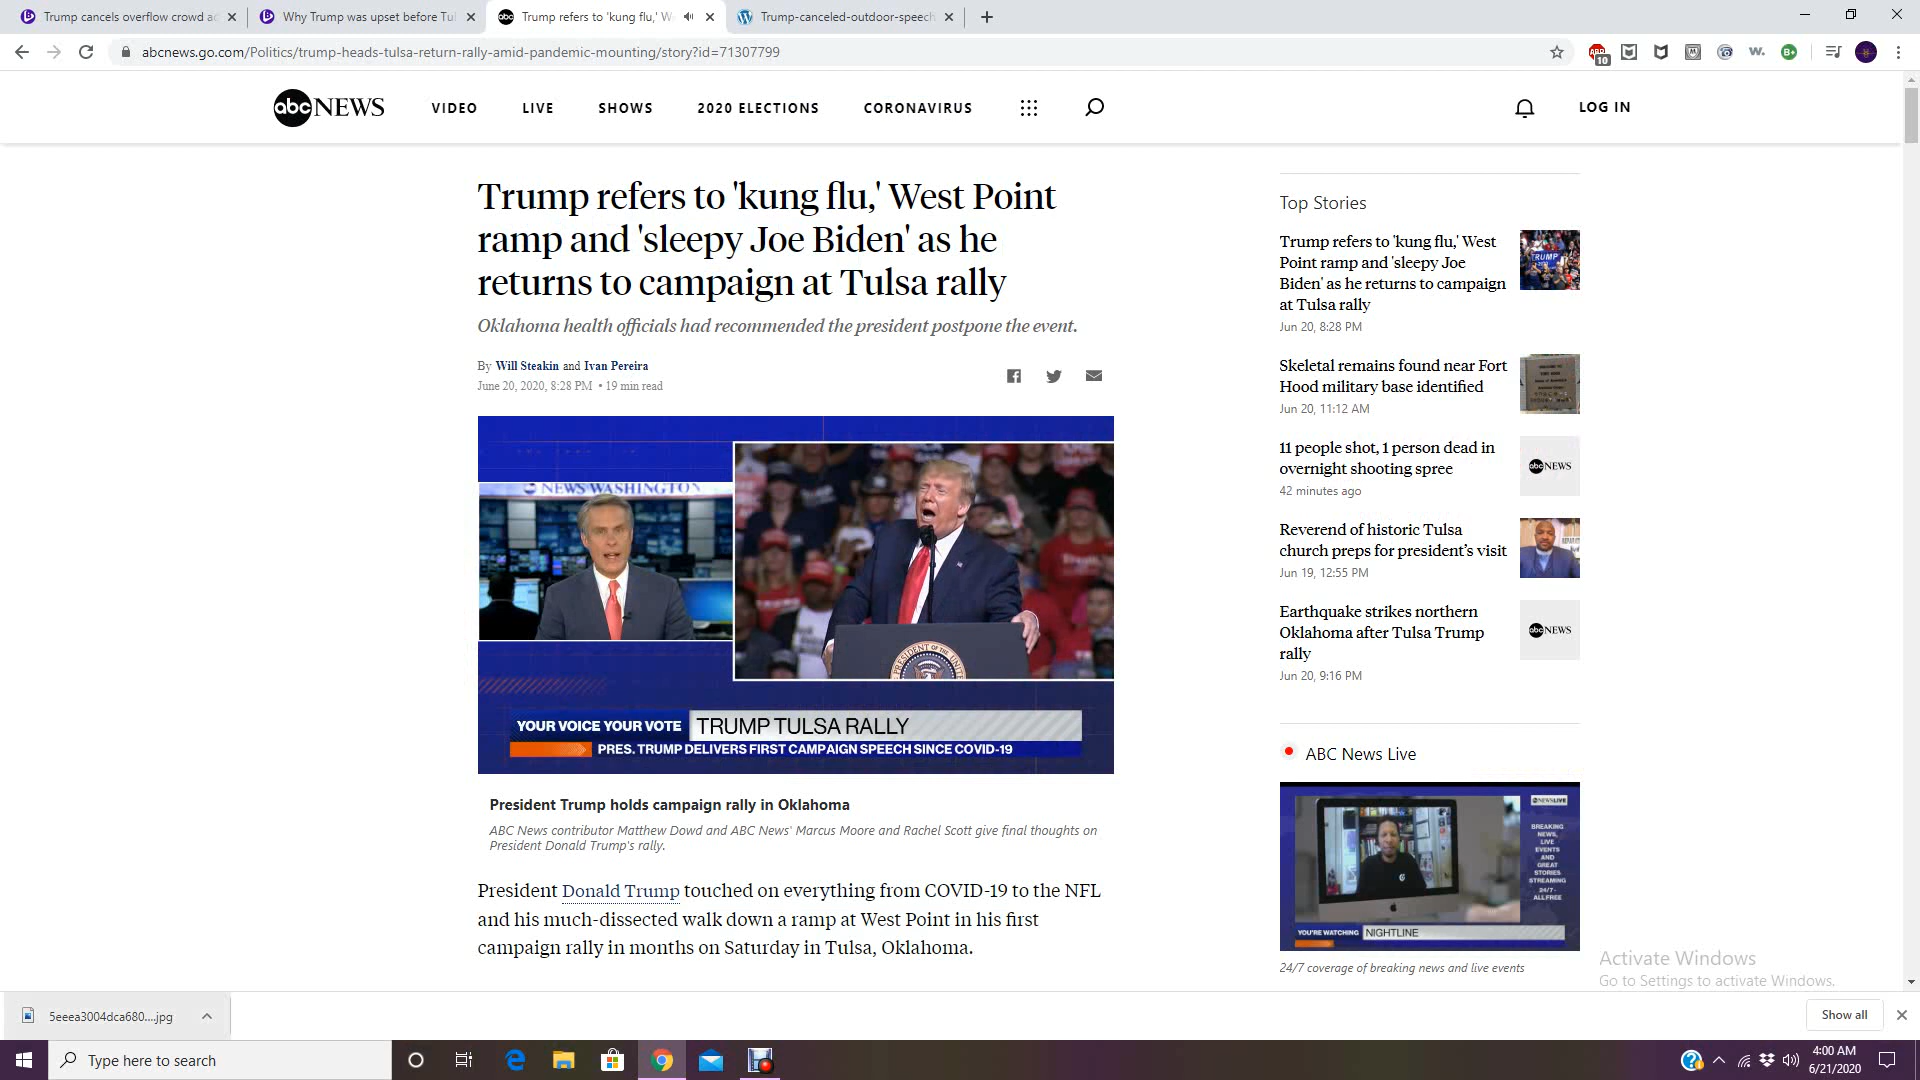 Trump cancels overflow crowd ac
Why Trump was upset before Tul
Trump refers to 'kung flu,' We
Trump-canceled-outdoor-speech
abcnews.go.com/Politics/trump-heads-tulsa-return-rally-amid-pandemic-mounting/story?id=71307799
10
abc NEWS
VIDEO
LIVE
SHOWS
2020 ELECTIONS
CORONAVIRUS
LOG IN
Trump refers to 'kung flu,' West Point
ramp and 'sleepy Joe Biden' as he
returns to campaign at Tulsa rally
Oklahoma health officials had recommended the president postpone the event.
By Will Steakin and Ivan Pereira
June 20, 2020, 8:28 PM • 19 min read
NEWS WASHINGTON
PRESIDENT OF THE UNITED
YOUR VOICE YOUR VOTE
TRUMP TULSA RALLY
PRES. TRUMP DELIVERS FIRST CAMPAIGN SPEECH SINCE COVID-19
President Trump holds campaign rally in Oklahoma
ABC News contributor Matthew Dowd and ABC News' Marcus Moore and Rachel Scott give final thoughts on
President Donald Trump's rally.
President Donald Trump touched on everything from COVID-19 to the NFL
and his much-dissected walk down a ramp at West Point in his first
campaign rally in months on Saturday in Tulsa, Oklahoma.
Top Stories
Trump refers to 'kung flu,' West
Point ramp and 'sleepy Joe
Biden' as he returns to campaign
at Tulsa rally
Jun 20, 8:28 PM
TRUMP
Skeletal remains found near Fort
Hood military base identified
Jun 20, 11:12 AM
11 people shot, 1 person dead in
overnight shooting spree
42 minutes ago
abc NEWS
Reverend of historic Tulsa
church preps for president's visit
Jun 19, 12:55 PM
Earthquake strikes northern
Oklahoma after Tulsa Trump
rally
Jun 20, 9:16 PM
abc NEWS
ABC News Live
abc NEWS LIVE
BREAKING
NEWS,
LIVE
EVENTS
AND
GREAT
STORIES
STREAMING
24/7 -
ALL FREE
YOU'RE WATCHING
NIGHTLINE
24/7 coverage of breaking news and live events
Activate Windows
Go to Settings to activate Windows.
5eeea3004dca680....jpg
Show all
Type here to search
4:00 AM
6/21/2020